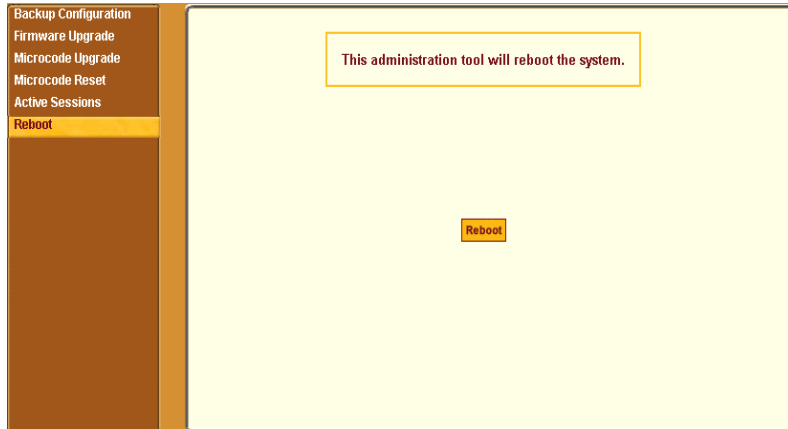 Backup Configuration
Firmware Upgrade
Microcode Upgrade
Microcode Reset
Active Sessions
Reboot
This administration tool will reboot the system.
Reboot